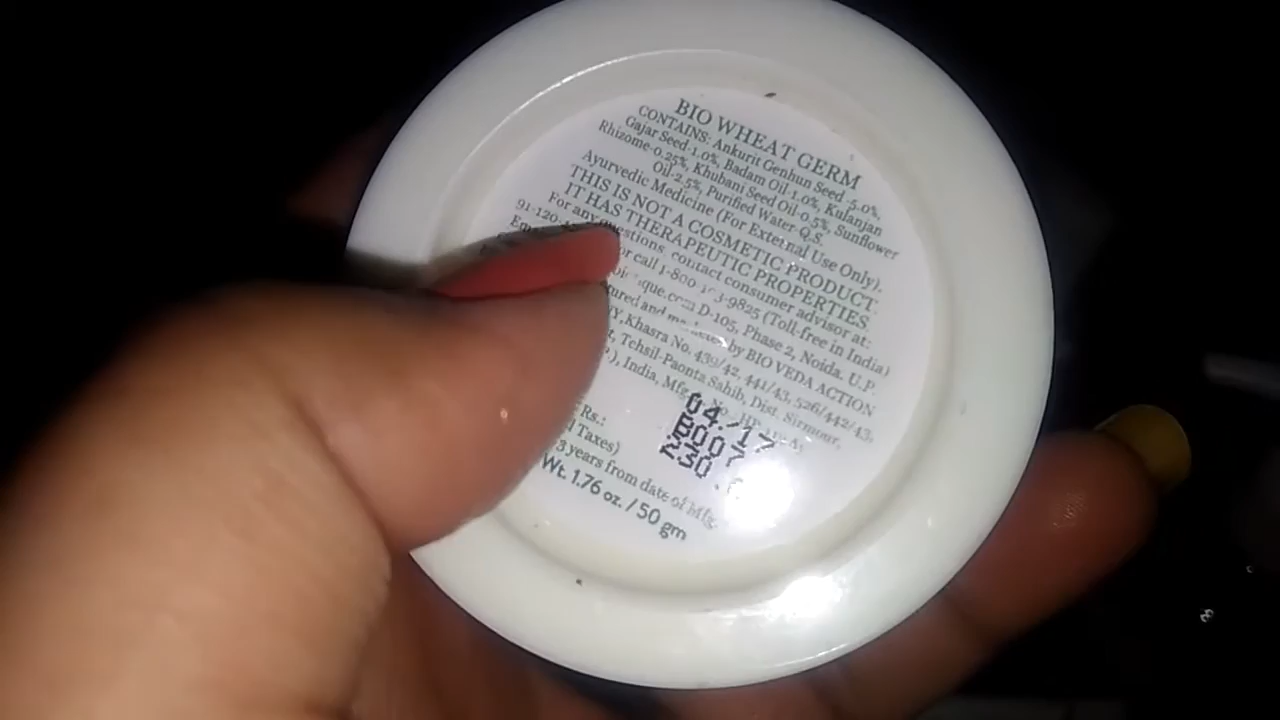 BIO WHEAT GERM
CONTAINS: Ankurit Genhun Seed -5.0%,
Gajar Seed-1.0%, Badam Oil-1.0%, Kulanjan
Rhizome-0.25%, Khubani Seed Oil-0.5%, Sunflower
Oil-2.5%, Purified Water Q.S.
Ayurvedic Medicine (For External Use Only).
THIS IS NOT A COSMETIC PRODUCT.
IT HAS THERAPEUTIC PROPERTIES.
For any questions, contact consumer advisor at:
91-120- or call 1-800 -9825 (Toll-free in India)
D-105, Phase 2, Noida. U.P.
and by BIO VEDA ACTION
Khasra No. 439/42, 441/43, 526/442/43,
Tehsil-Paonta Sahib, Dist. Sirmour,
India, Mfg.
04/17
Rs.: B007
Taxes) 230.
3 years from date of Mfg.
Wt. 1.76 oz. / 50 gm